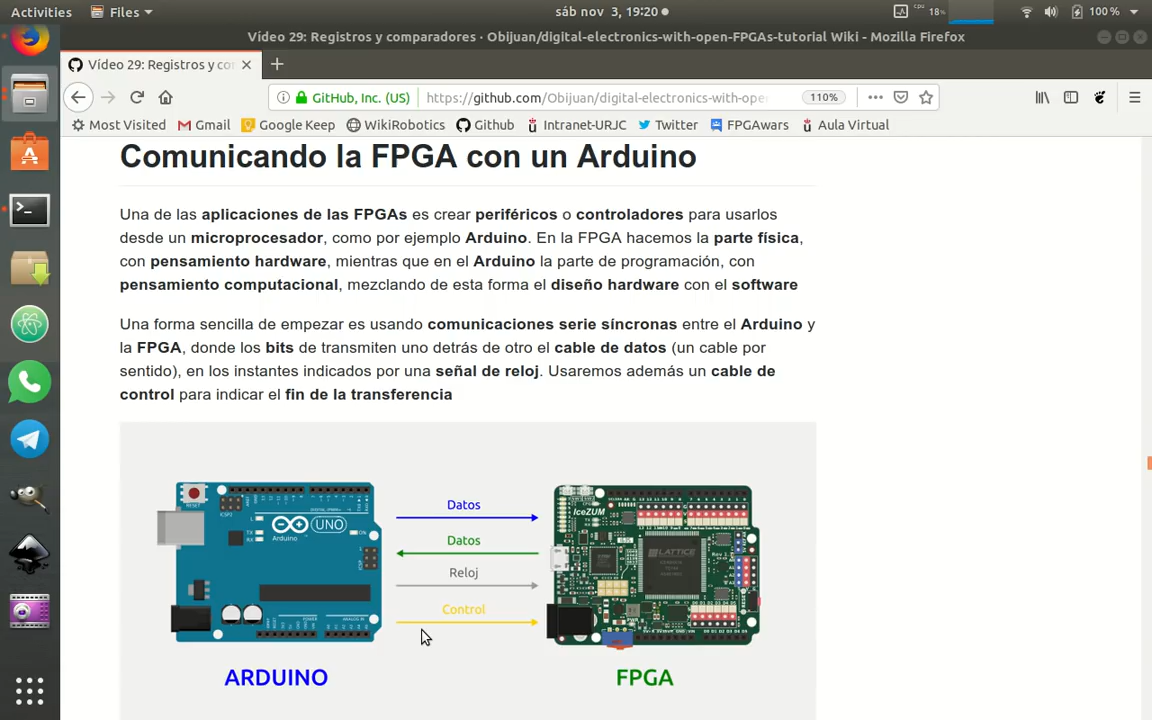 Activities Files sáb nov 3, 19:20 cpu 18% 100 %
Vídeo 29: Registros y comparadores · Obijuan/digital-electronics-with-open-FPGAs-tutorial Wiki - Mozilla Firefox
Vídeo 29: Registros y co
GitHub, Inc. (US) https://github.com/Obijuan/digital-electronics-with-ope 110%
Most Visited Gmail Google Keep WikiRobotics Github Intranet-URJC Twitter FPGAwars Aula Virtual
Comunicando la FPGA con un Arduino
Una de las aplicaciones de las FPGAs es crear periféricos o controladores para usarlos
desde un microprocesador, como por ejemplo Arduino. En la FPGA hacemos la parte física,
con pensamiento hardware, mientras que en el Arduino la parte de programación, con
pensamiento computacional, mezclando de esta forma el diseño hardware con el software
Una forma sencilla de empezar es usando comunicaciones serie síncronas entre el Arduino y
la FPGA, donde los bits de transmiten uno detrás de otro el cable de datos (un cable por
sentido), en los instantes indicados por una señal de reloj. Usaremos además un cable de
control para indicar el fin de la transferencia
RESET
ICSP2
L
TX
RX
UNO
Arduino
ON
Datos
Datos
Reloj
Control
IceZUM
LATTICE
ARDUINO
FPGA